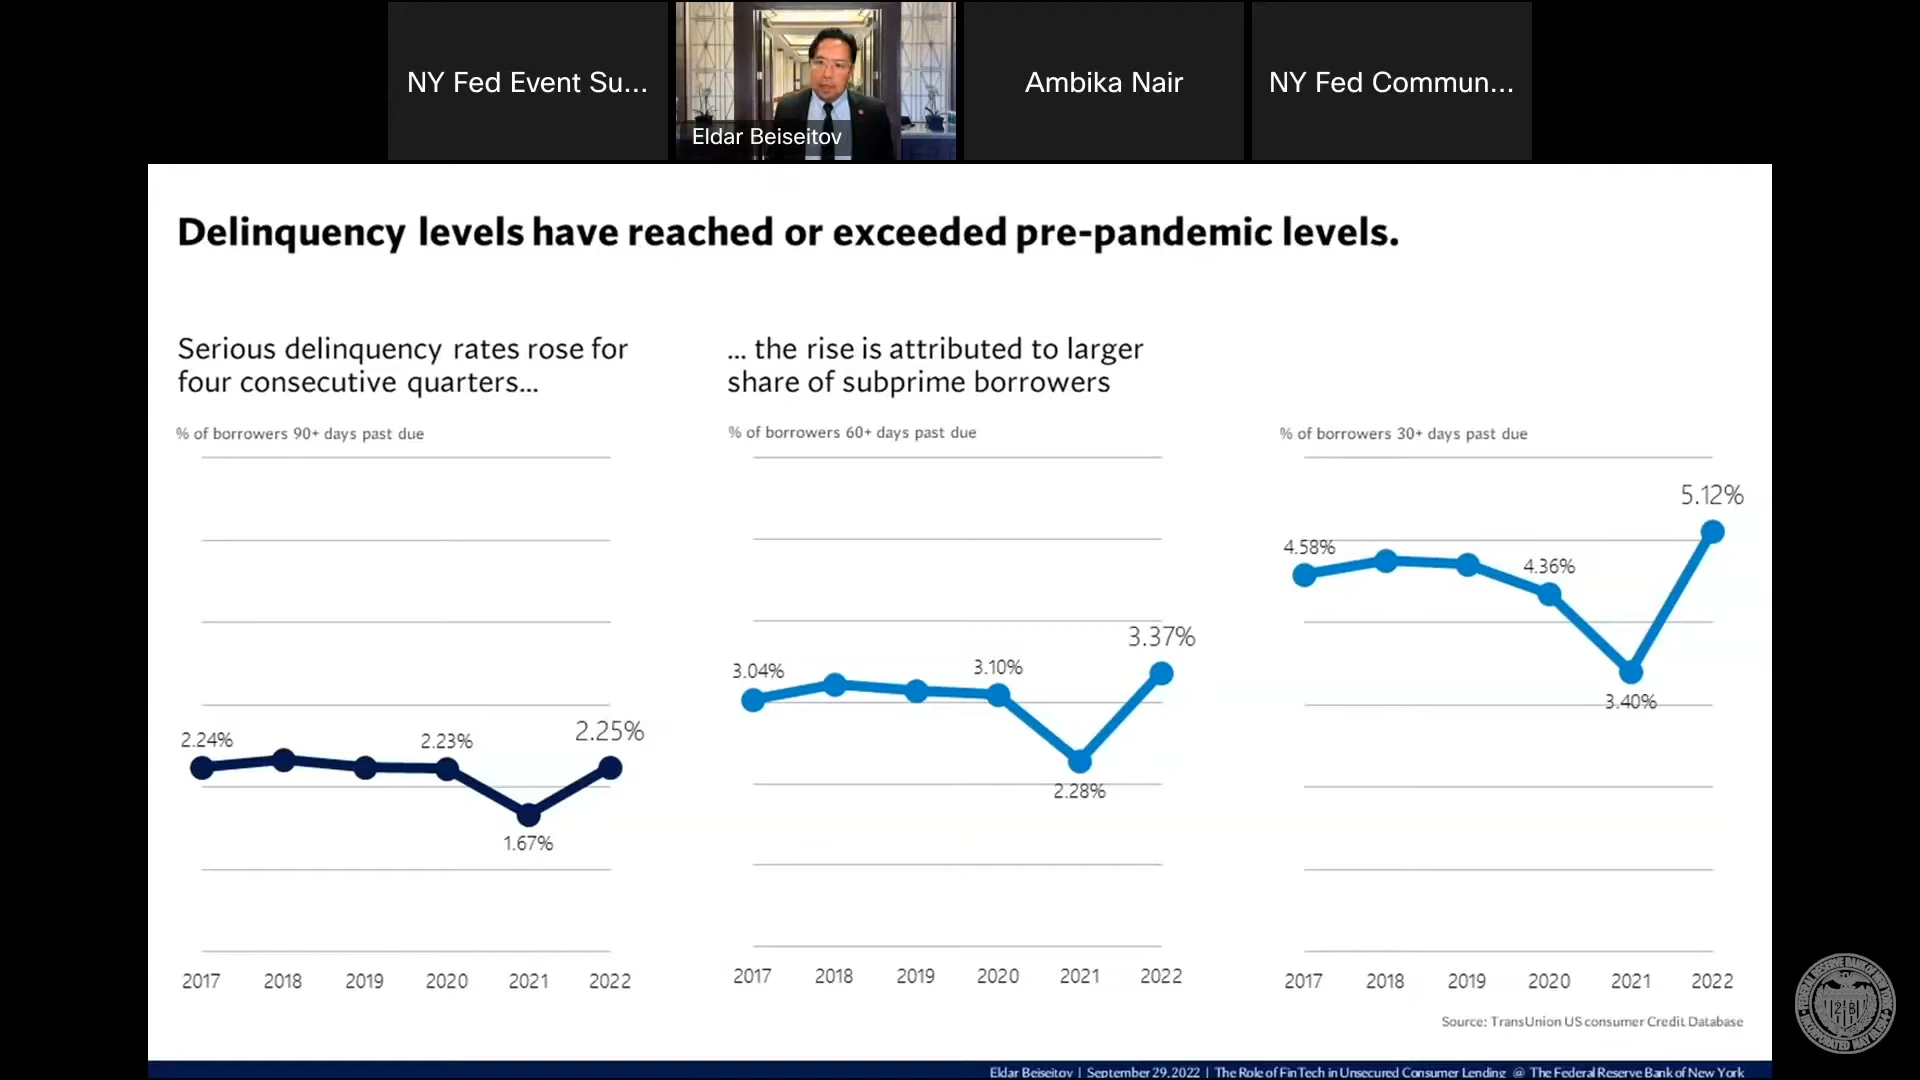 NY Fed Event Su...
Eldar Beiseitov
Ambika Nair
NY Fed Commun...
Delinquency levels have reached or exceeded pre-pandemic levels.
Serious delinquency rates rose for
four consecutive quarters...
% of borrowers 90+ days past due
2.24%
2.23%
1.67%
2.25%
2017 2018 2019 2020 2021 2022
... the rise is attributed to larger
share of subprime borrowers
% of borrowers 60+ days past due
3.04%
3.10%
2.28%
3.37%
2017 2018 2019 2020 2021 2022
% of borrowers 30+ days past due
4.58%
4.36%
3.40%
5.12%
2017 2018 2019 2020 2021 2022
Source: TransUnion US consumer Credit Database
Eldar Beiseitov | September 29,2022 | The Role of FinTech in Unsecured Consumer Lending @ The Federal Reserve Bank of New York